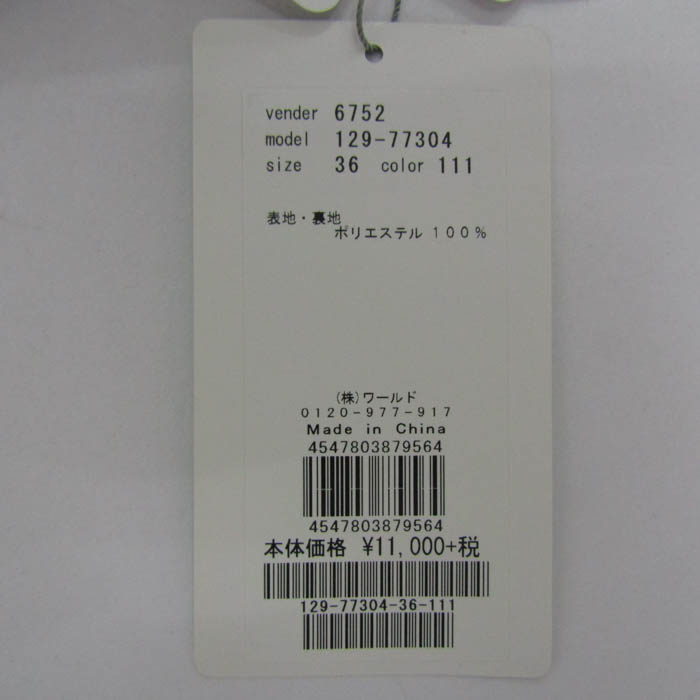 vender 6752
model 129-77304
size 36 color 111
表地・裏地
ポリエステル 100%
(株)ワールド
0120-977-917
Made in China
4547803879564
4547803879564
本体価格 ¥11,000+税
129-77304-36-111